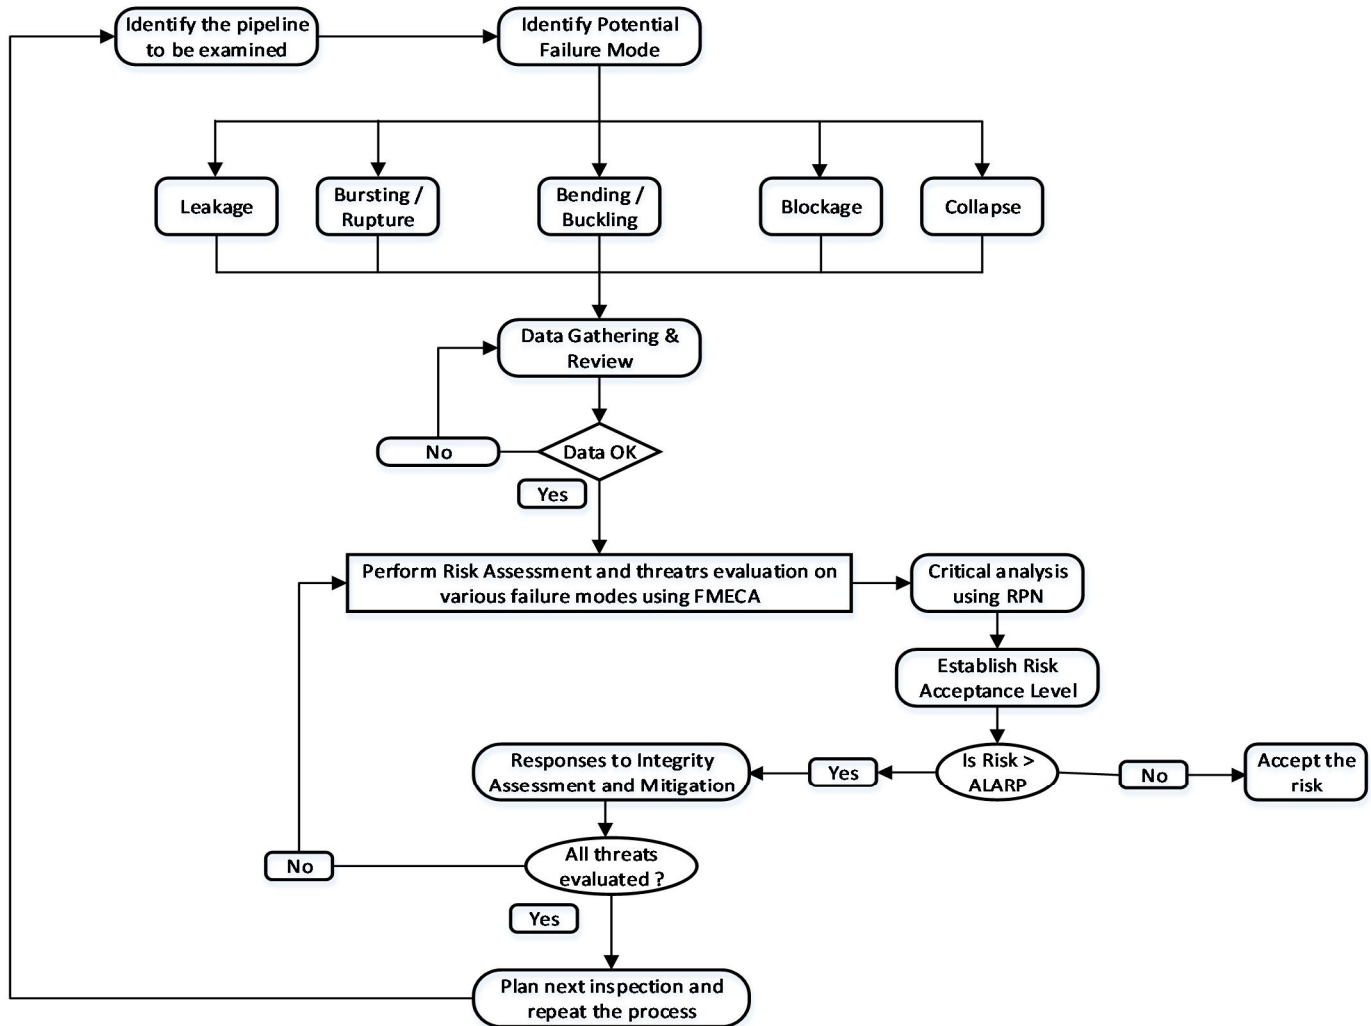 Identify the pipeline
to be examined
Identify Potential
Failure Mode
Leakage
Bursting /
Rupture
Bending /
Buckling
Blockage
Collapse
Data Gathering &
Review
No
Data OK
Yes
Perform Risk Assessment and threatrs evaluation on
various failure modes using FMECA
Critical analysis
using RPN
Establish Risk
Acceptance Level
Responses to Integrity
Assessment and Mitigation
Yes
Is Risk >
ALARP
No
Accept the
risk
No
All threats
evaluated ?
Yes
Plan next inspection and
repeat the process